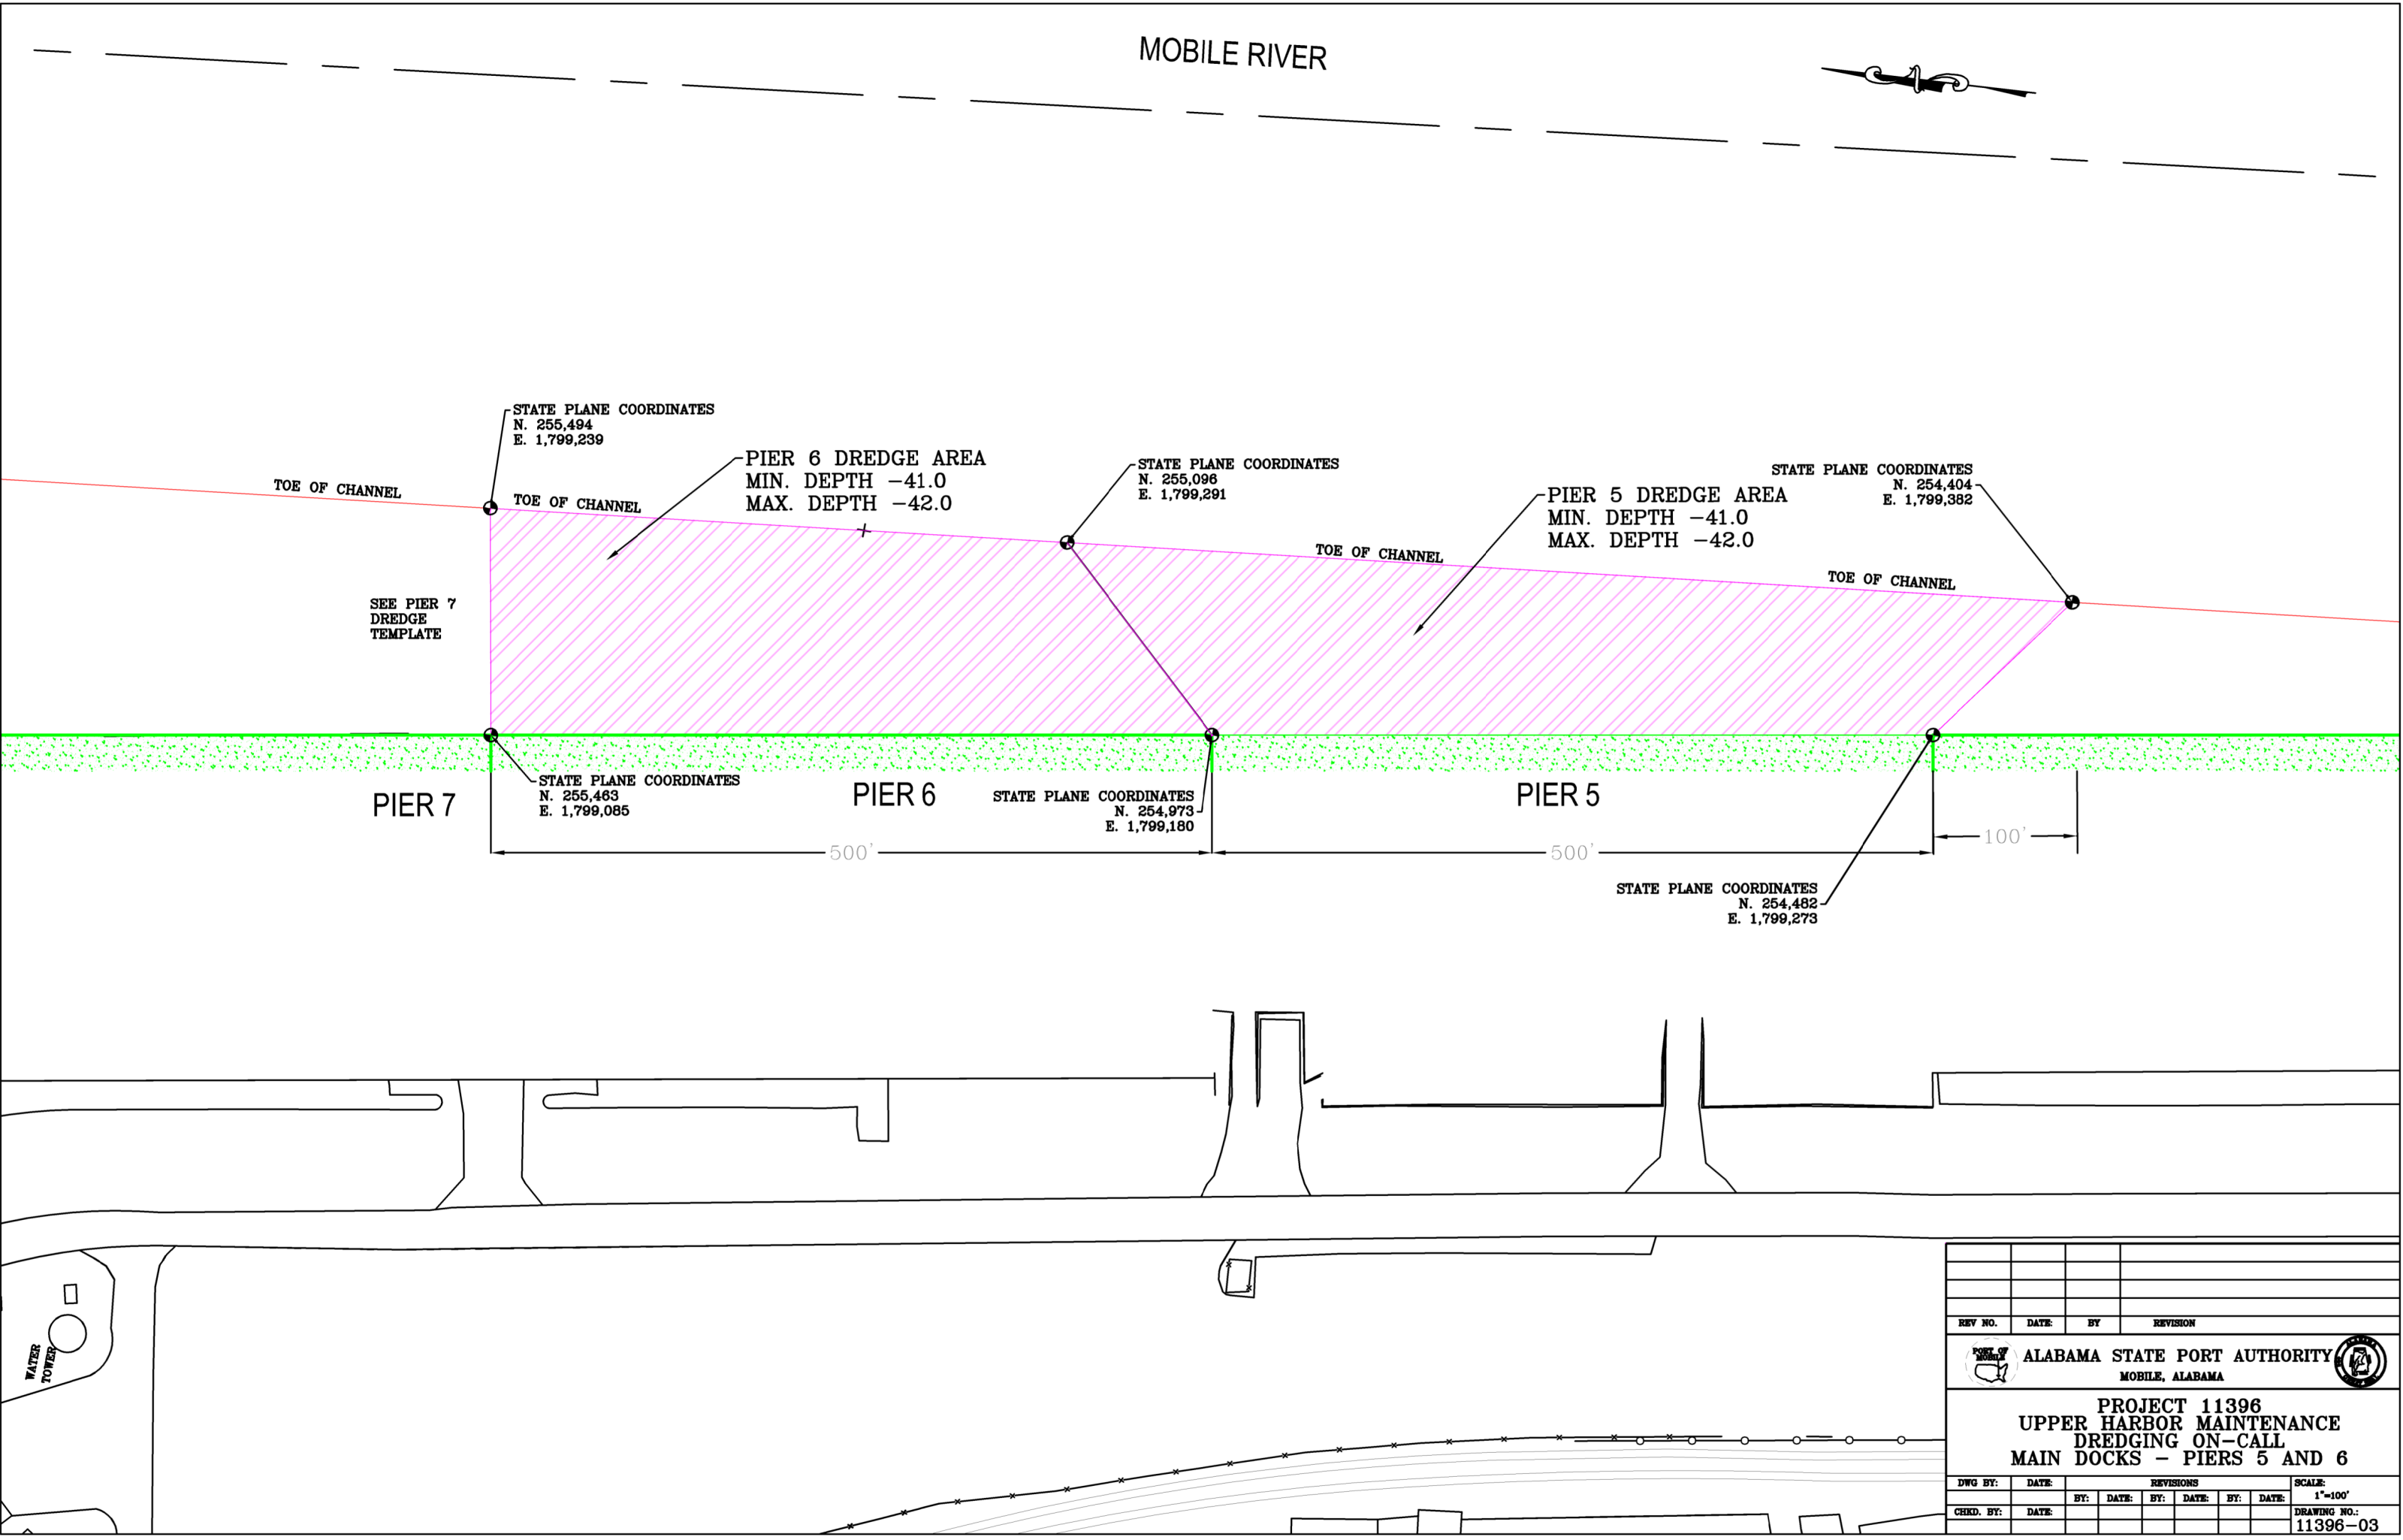 MOBILE RIVER
STATE PLANE COORDINATES
N. 255,494
E. 1,799,239
TOE OF CHANNEL
TOE OF CHANNEL
PIER 6 DREDGE AREA
MIN. DEPTH -41.0
MAX. DEPTH -42.0
STATE PLANE COORDINATES
N. 255,096
E. 1,799,291
PIER 5 DREDGE AREA
MIN. DEPTH -41.0
MAX. DEPTH -42.0
STATE PLANE COORDINATES
N. 254,404
E. 1,799,382
TOE OF CHANNEL
TOE OF CHANNEL
SEE PIER 7
DREDGE
TEMPLATE
PIER 7
STATE PLANE COORDINATES
N. 255,463
E. 1,799,085
PIER 6
STATE PLANE COORDINATES
N. 254,973
E. 1,799,180
PIER 5
500'
500'
100'
STATE PLANE COORDINATES
N. 254,482
E. 1,799,273
WATER
TOWER
REV NO. DATE: BY REVISION
PORT OF
MOBILE
ALABAMA STATE PORT AUTHORITY
MOBILE, ALABAMA
PROJECT 11396
UPPER HARBOR MAINTENANCE
DREDGING ON-CALL
MAIN DOCKS - PIERS 5 AND 6
DWG BY: DATE: REVISIONS SCALE:
1"=100'
BY: DATE: BY: DATE: BY: DATE:
CHKD. BY: DATE: DRAWING NO.:
11396-03